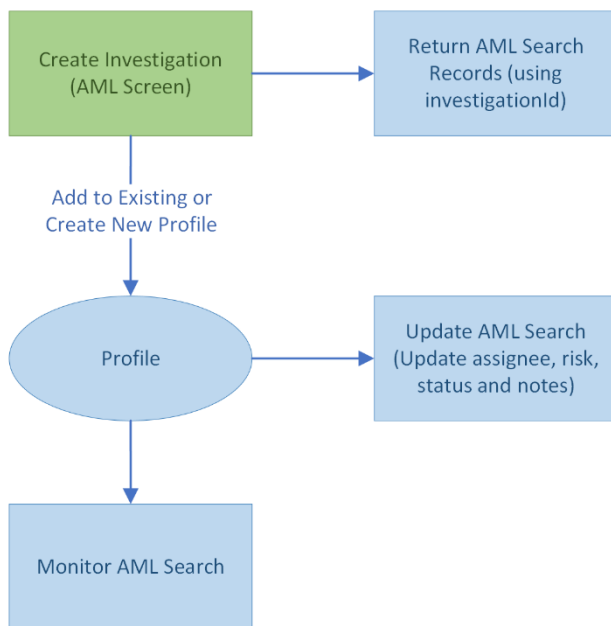 Create Investigation
(AML Screen)
Return AML Search
Records (using
investigationId)
Add to Existing or
Create New Profile
Profile
Update AML Search
(Update assignee, risk,
status and notes)
Monitor AML Search